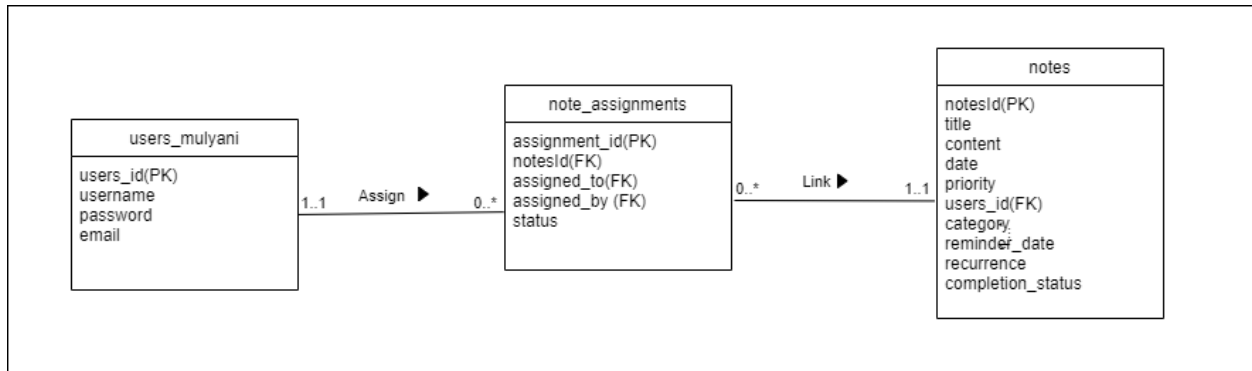 users_mulyani
users_id(PK)
username
password
email
1..1
Assign
0..*
note_assignments
assignment_id(PK)
notesId(FK)
assigned_to(FK)
assigned_by (FK)
status
0..*
Link
1..1
notes
notesId(PK)
title
content
date
priority
users_id(FK)
category
reminder_date
recurrence
completion_status